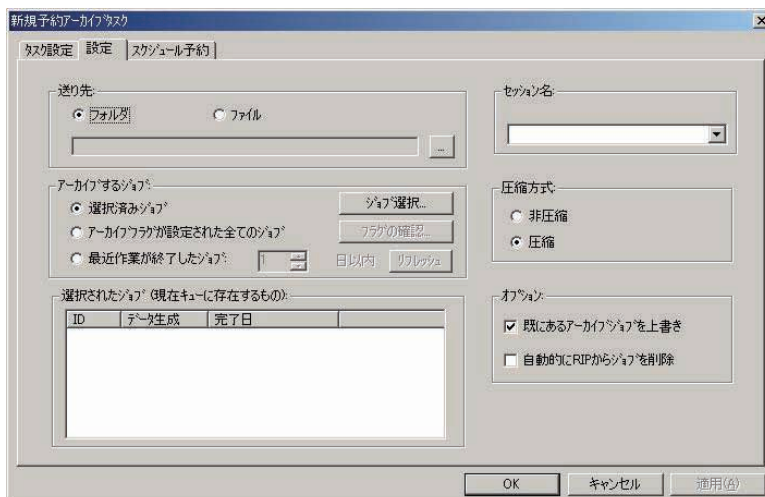 新規予約アーカイブタスク
タスク設定 設定 スケジュール予約
送り先:
フォルダ ファイル
...
セッション名:
アーカイブするジョブ:
選択済みジョブ ジョブ選択...
アーカイブフラグが設定された全てのジョブ フラグの確認...
最近作業が終了したジョブ: 1 日以内 リフレッシュ
圧縮方式:
非圧縮
圧縮
選択されたジョブ (現在キューに存在するもの):
ID データ生成 完了日
オプション:
既にあるアーカイブジョブを上書き
自動的にRIPからジョブを削除
OK キャンセル 適用(A)